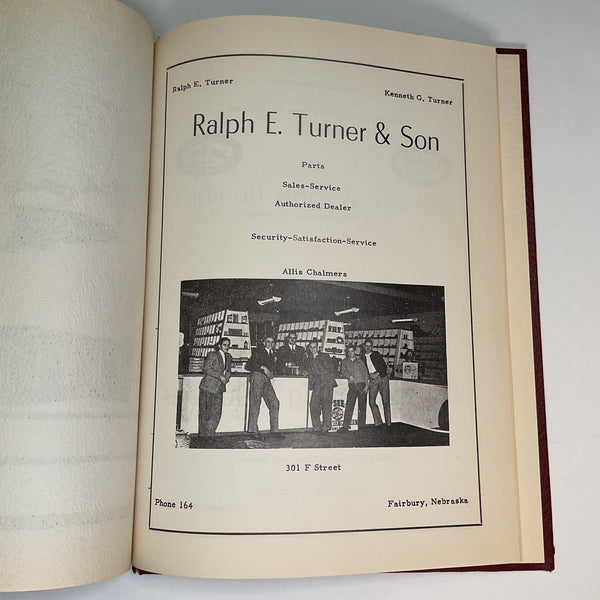 Ralph E. Turner
Kenneth G. Turner
Ralph E. Turner & Son
Parts
Sales-Service
Authorized Dealer
Security-Satisfaction-Service
Allis Chalmers
301 F Street
Phone 164
Fairbury, Nebraska